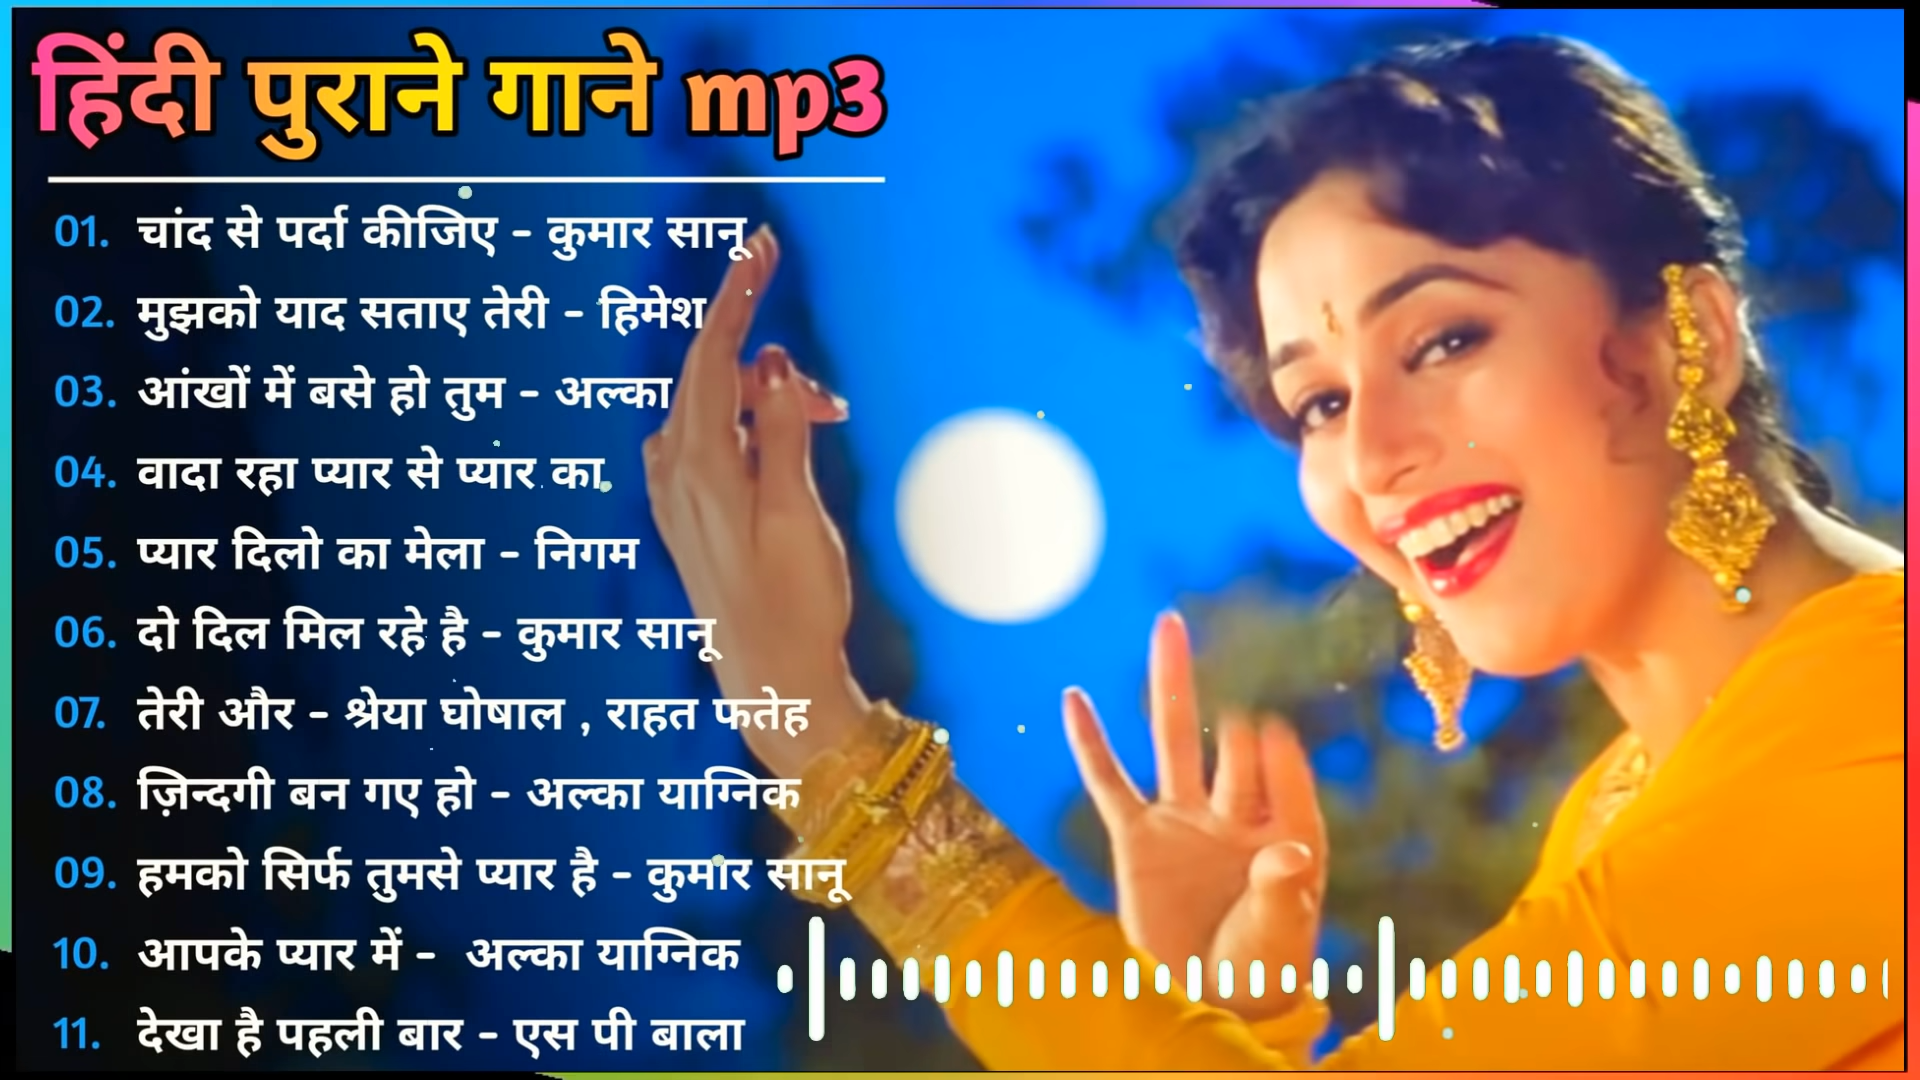 हिंदी पुराने गाने mp3
01. चांद से पर्दा कीजिए - कुमार सानू
02. मुझको याद सताए तेरी - हिमेश
03. आंखों में बसे हो तुम - अल्का
04. वादा रहा प्यार से प्यार का
05. प्यार दिलो का मेला - निगम
06. दो दिल मिल रहे है - कुमार सानू
07. तेरी और - श्रेया घोषाल , राहत फतेह
08. ज़िन्दगी बन गए हो - अल्का याग्निक
09. हमको सिर्फ तुमसे प्यार है - कुमार सानू
10. आपके प्यार में - अल्का याग्निक
11. देखा है पहली बार - एस पी बाला